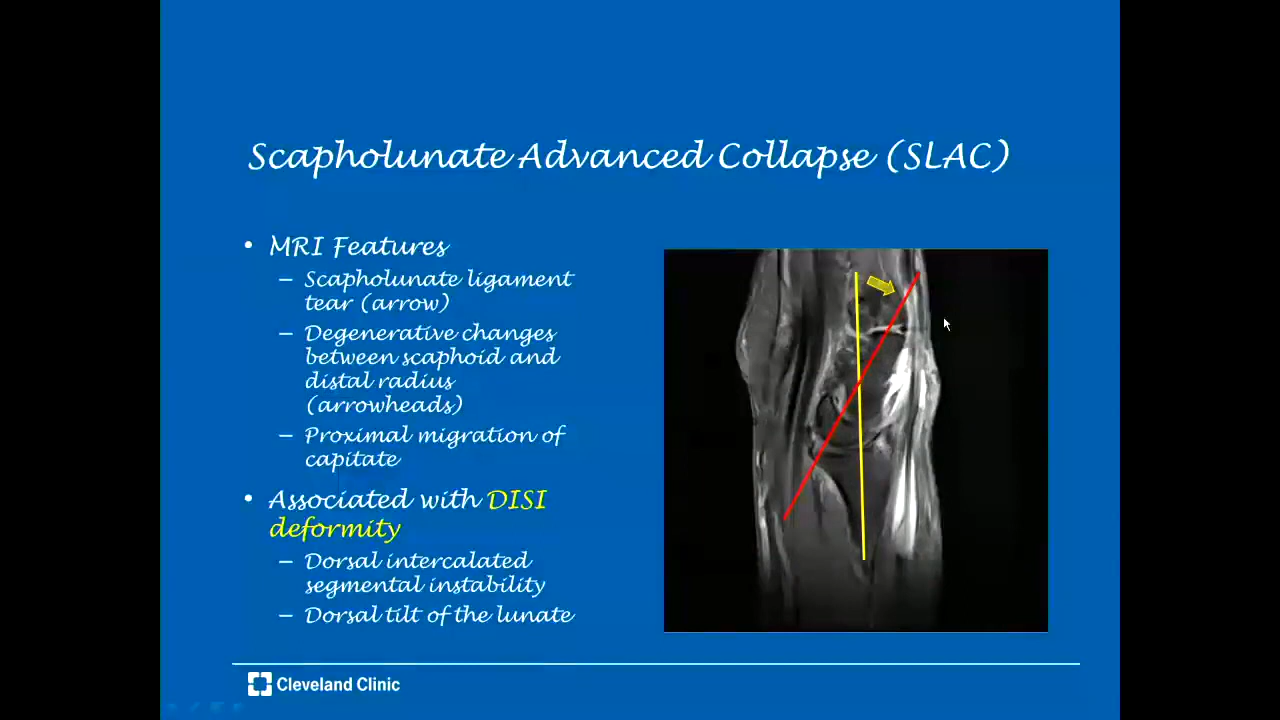 Scapholunate Advanced Collapse (SLAC)
• MRI Features
– Scapholunate ligament
tear (arrow)
– Degenerative changes
between scaphoid and
distal radius
(arrowheads)
– Proximal migration of
capitate
• Associated with DISI
deformity
– Dorsal intercalated
segmental instability
– Dorsal tilt of the lunate
Cleveland Clinic